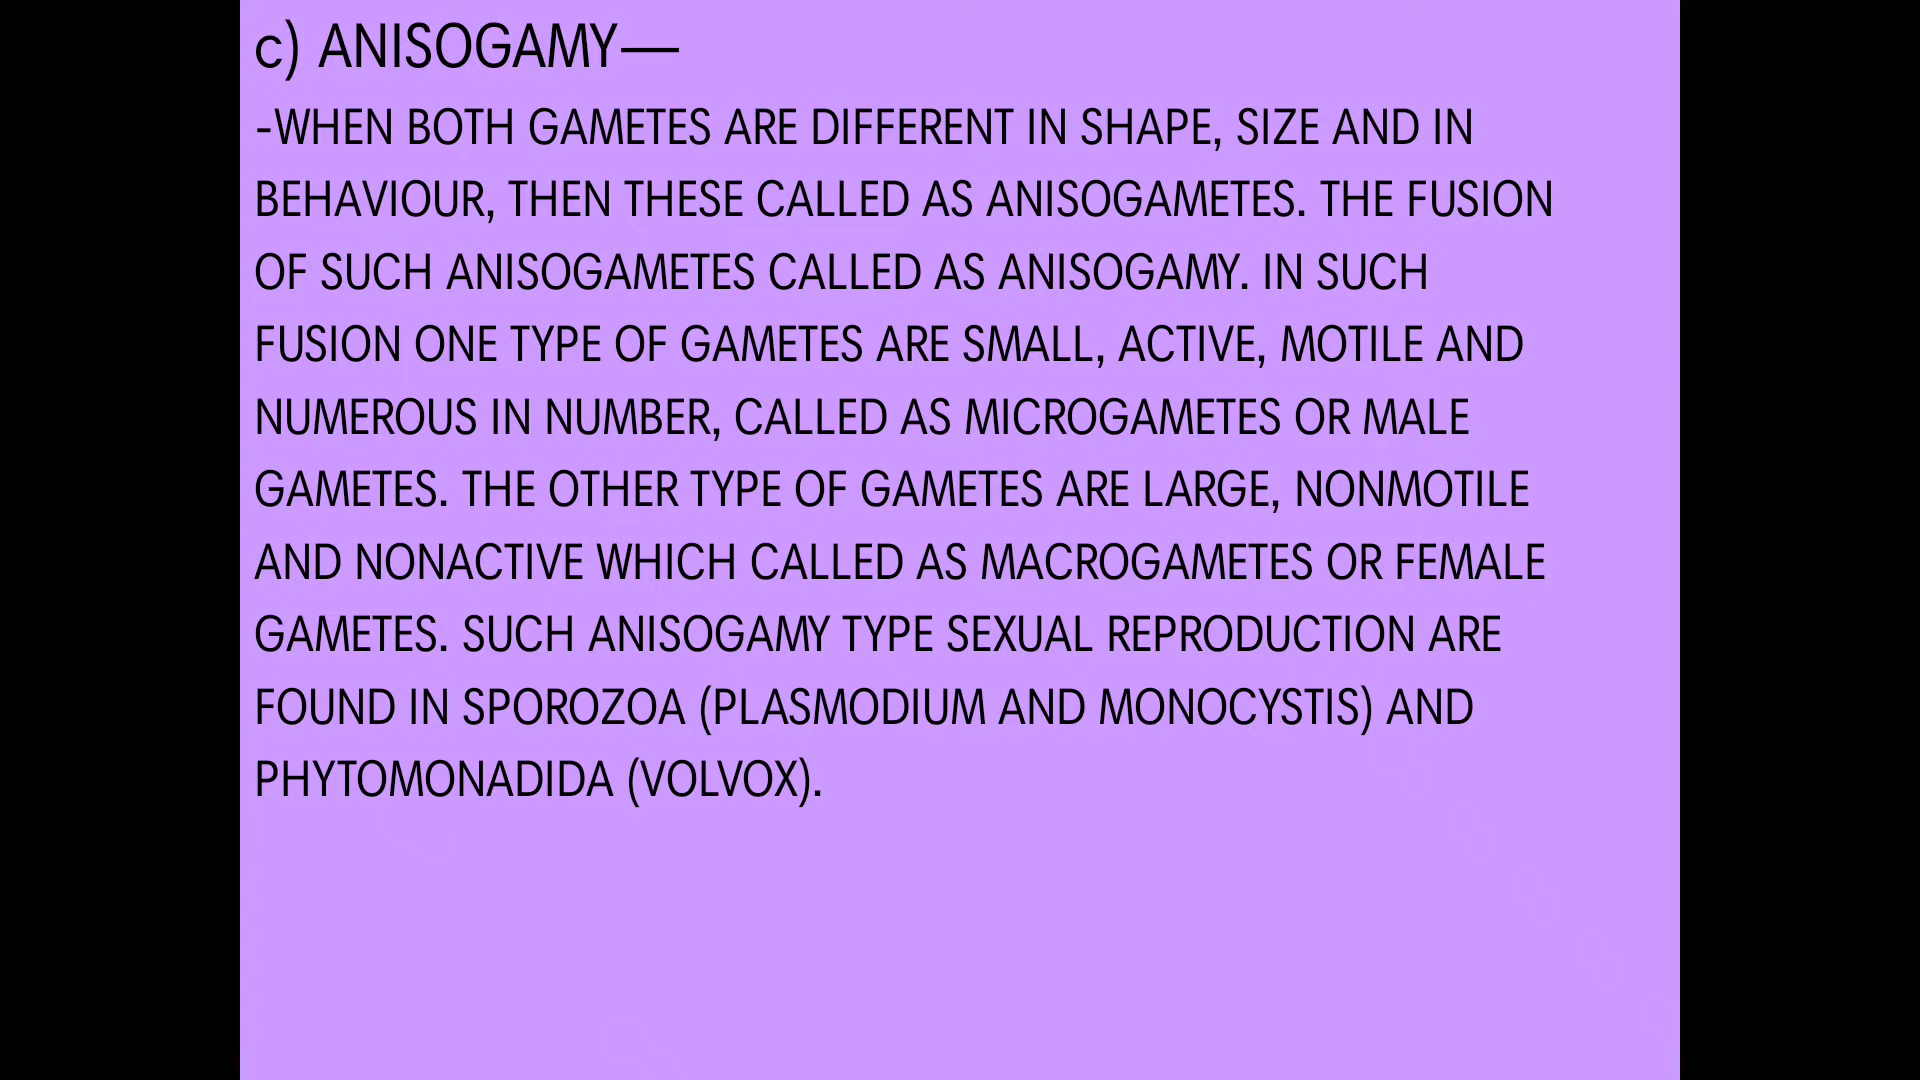 c) ANISOGAMY—
-WHEN BOTH GAMETES ARE DIFFERENT IN SHAPE, SIZE AND IN
BEHAVIOUR, THEN THESE CALLED AS ANISOGAMETES. THE FUSION
OF SUCH ANISOGAMETES CALLED AS ANISOGAMY. IN SUCH
FUSION ONE TYPE OF GAMETES ARE SMALL, ACTIVE, MOTILE AND
NUMEROUS IN NUMBER, CALLED AS MICROGAMETES OR MALE
GAMETES. THE OTHER TYPE OF GAMETES ARE LARGE, NONMOTILE
AND NONACTIVE WHICH CALLED AS MACROGAMETES OR FEMALE
GAMETES. SUCH ANISOGAMY TYPE SEXUAL REPRODUCTION ARE
FOUND IN SPOROZOA (PLASMODIUM AND MONOCYSTIS) AND
PHYTOMONADIDA (VOLVOX).